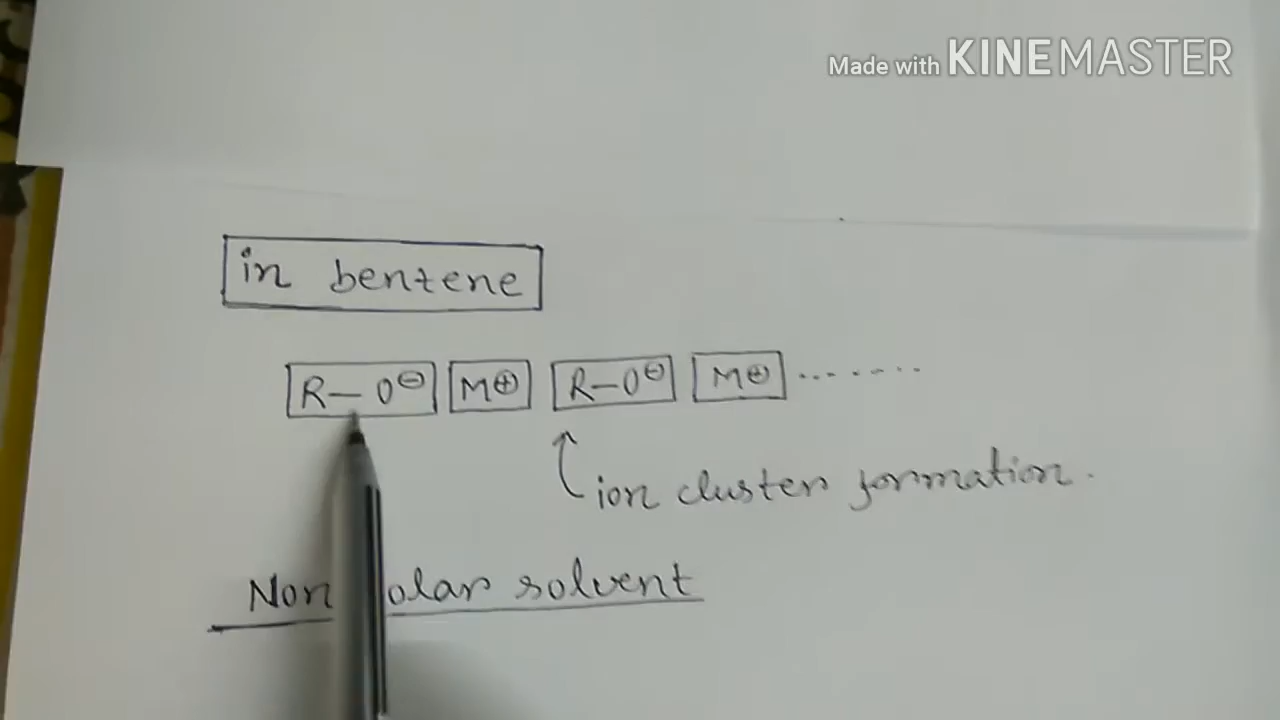 Made with KINEMASTER
in benzene
R–O⊖ M⊕ R–O⊖ M⊕ ........
ion cluster formation.
Non olar solvent